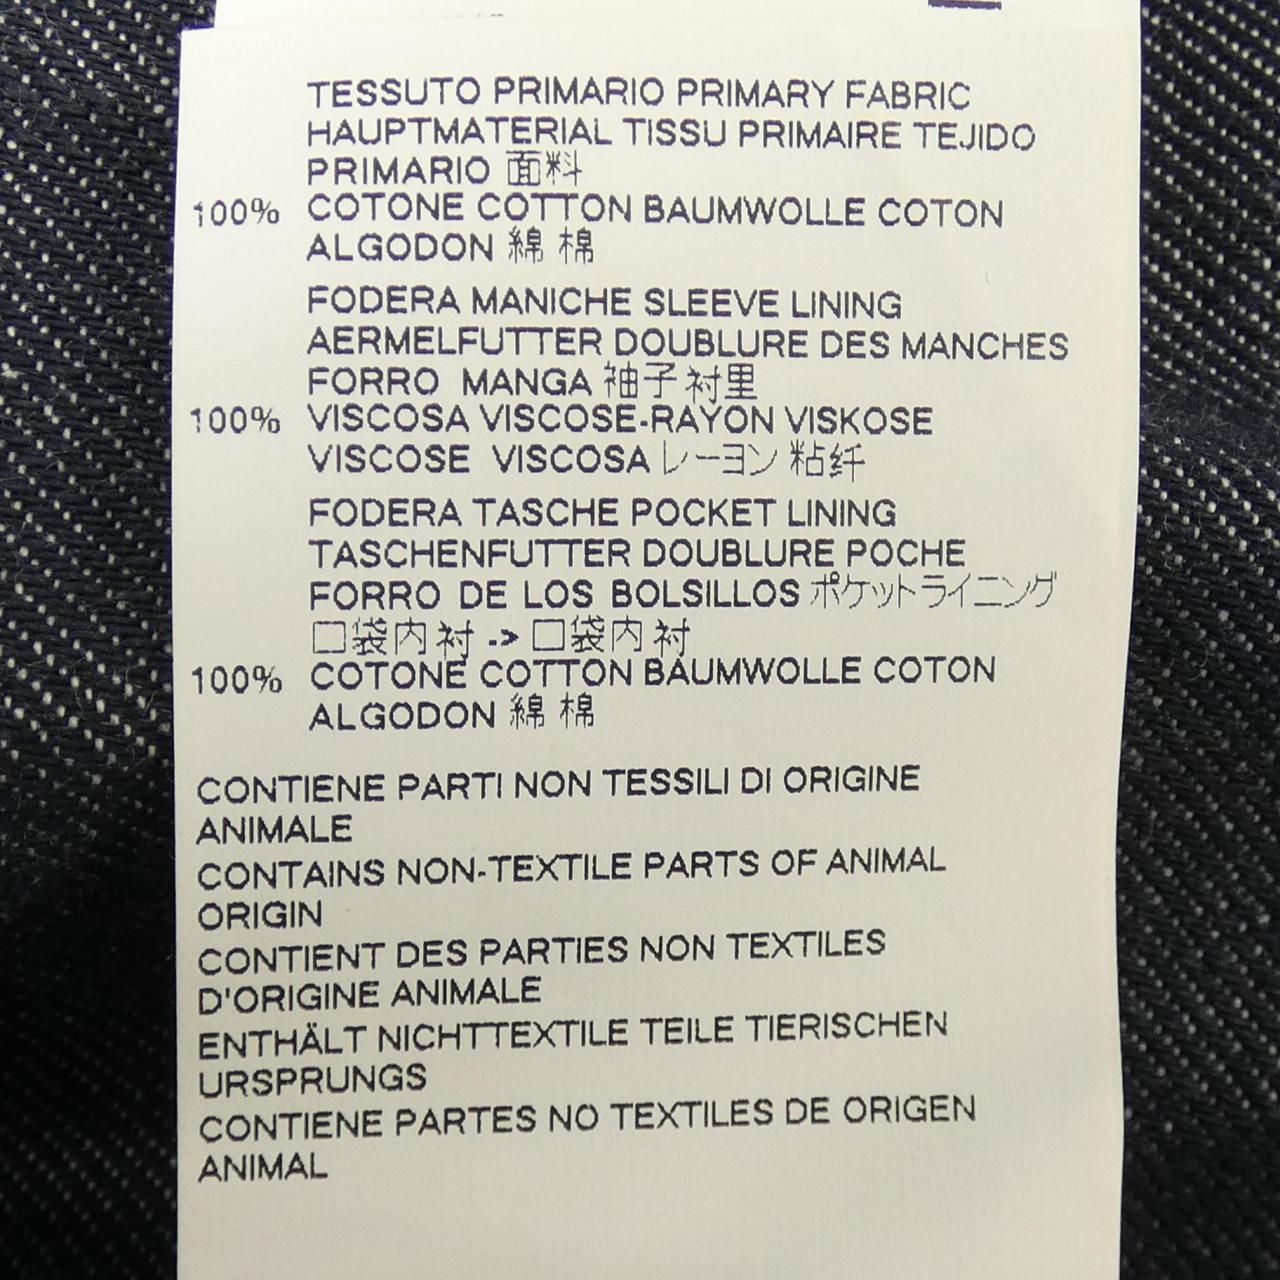 TESSUTO PRIMARIO PRIMARY FABRIC
HAUPTMATERIAL TISSU PRIMAIRE TEJIDO
PRIMARIO 面料
100% COTONE COTTON BAUMWOLLE COTON
ALGODON 綿 棉
FODERA MANICHE SLEEVE LINING
AERMELFUTTER DOUBLURE DES MANCHES
FORRO MANGA 袖子衬里
100% VISCOSA VISCOSE-RAYON VISKOSE
VISCOSE VISCOSA レーヨン 粘纤
FODERA TASCHE POCKET LINING
TASCHENFUTTER DOUBLURE POCHE
FORRO DE LOS BOLSILLOS ポケットライニング
口袋内衬 -> 口袋内衬
100% COTONE COTTON BAUMWOLLE COTON
ALGODON 綿 棉
CONTIENE PARTI NON TESSILI DI ORIGINE
ANIMALE
CONTAINS NON-TEXTILE PARTS OF ANIMAL
ORIGIN
CONTIENT DES PARTIES NON TEXTILES
D'ORIGINE ANIMALE
ENTHÄLT NICHTTEXTILE TEILE TIERISCHEN
URSPRUNGS
CONTIENE PARTES NO TEXTILES DE ORIGEN
ANIMAL